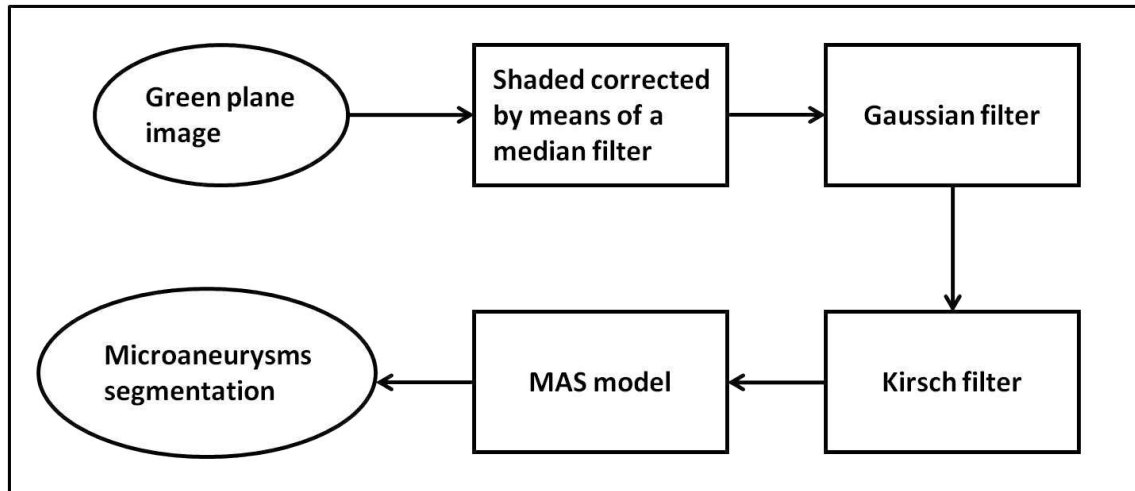 Green plane
image
Shaded corrected
by means of a
median filter
Gaussian filter
Kirsch filter
MAS model
Microaneurysms
segmentation